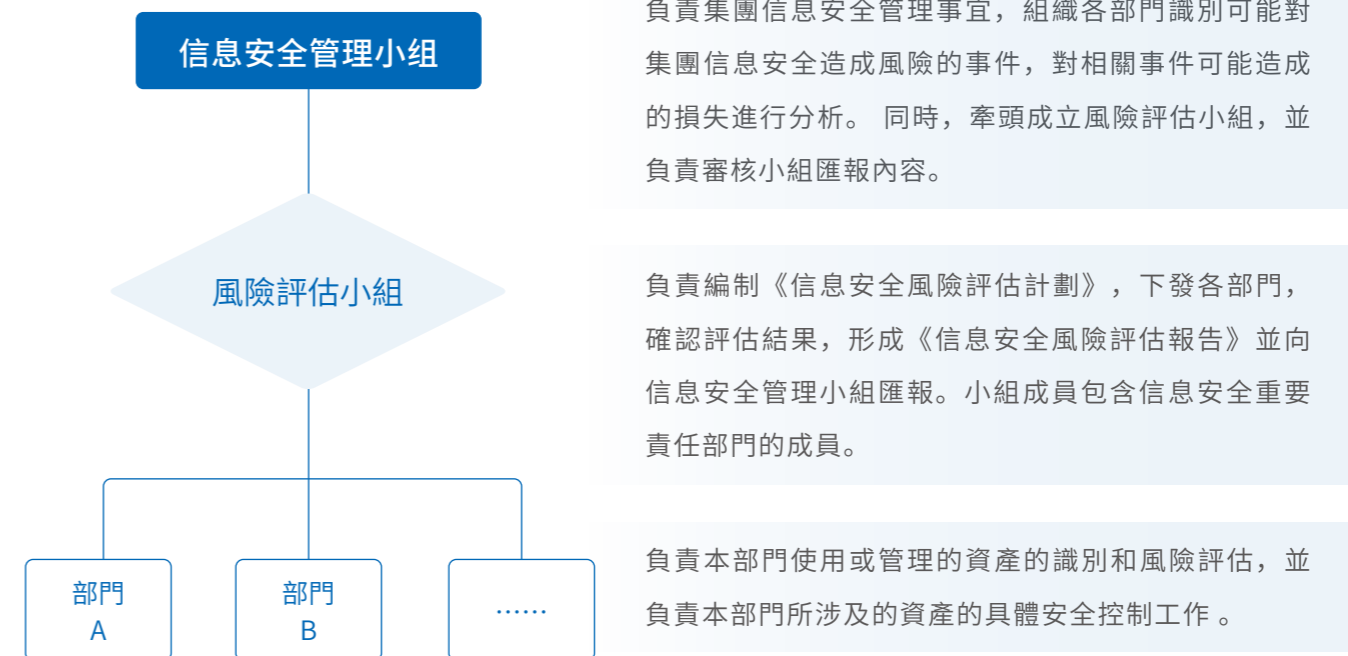 信息安全管理小组
負責集團信息安全管理事宜，組織各部門識別可能對
集團信息安全造成風險的事件，對相關事件可能造成
的損失進行分析。 同時，牽頭成立風險評估小組，並
負責審核小組匯報內容。
風險評估小組
負責編制《信息安全風險評估計劃》，下發各部門，
確認評估結果，形成《信息安全風險評估報告》並向
信息安全管理小組匯報。小組成員包含信息安全重要
責任部門的成員。
部門
A
部門
B
……
負責本部門使用或管理的資產的識別和風險評估，並
負責本部門所涉及的資產的具體安全控制工作 。